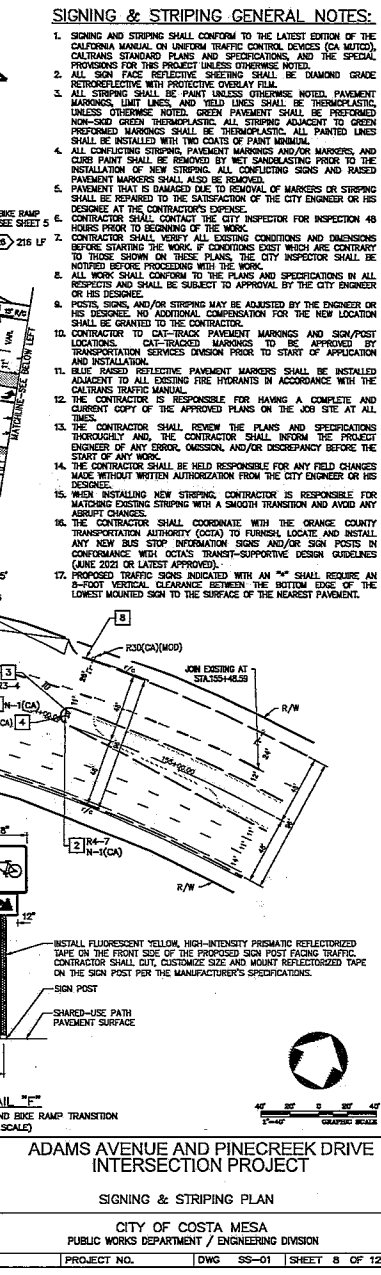 SIGNING & STRIPING GENERAL NOTES:
1. SIGNING AND STRIPING SHALL CONFORM TO THE LATEST EDITION OF THE
CALIFORNIA MANUAL ON UNIFORM TRAFFIC CONTROL DEVICES (CA MUTCD),
CALTRANS STANDARD PLANS AND SPECIFICATIONS, AND THE SPECIAL
PROVISIONS FOR THIS PROJECT UNLESS OTHERWISE NOTED.
2. ALL SIGN FACE REFLECTIVE SHEETING SHALL BE DIAMOND GRADE
RETROREFLECTIVE WITH PROTECTIVE OVERLAY FILM.
3. ALL STRIPING SHALL BE PAINT UNLESS OTHERWISE NOTED. PAVEMENT
MARKINGS, LIMIT LINES, AND YIELD LINES SHALL BE THERMOPLASTIC,
UNLESS OTHERWISE NOTED. GREEN PAVEMENT SHALL BE PREFORMED
NON-SKID GREEN THERMOPLASTIC. ALL STRIPING ADJACENT TO GREEN
PREFORMED MARKINGS SHALL BE THERMOPLASTIC. ALL PAINTED LINES
SHALL BE INSTALLED WITH TWO COATS OF PAINT MINIMUM.
4. ALL CONFLICTING STRIPING, PAVEMENT MARKINGS AND/OR MARKERS, AND
CURB PAINT SHALL BE REMOVED BY WET SANDBLASTING PRIOR TO THE
INSTALLATION OF NEW STRIPING. ALL CONFLICTING SIGNS AND RAISED
PAVEMENT MARKERS SHALL ALSO BE REMOVED.
5. PAVEMENT THAT IS DAMAGED DUE TO REMOVAL OF MARKERS OR STRIPING
SHALL BE REPAIRED TO THE SATISFACTION OF THE CITY ENGINEER OR HIS
DESIGNEE AT THE CONTRACTOR'S EXPENSE.
6. CONTRACTOR SHALL CONTACT THE CITY INSPECTOR FOR INSPECTION 48
HOURS PRIOR TO BEGINNING OF THE WORK.
7. CONTRACTOR SHALL VERIFY ALL EXISTING CONDITIONS AND DIMENSIONS
BEFORE STARTING THE WORK. IF CONDITIONS EXIST WHICH ARE CONTRARY
TO THOSE SHOWN ON THESE PLANS, THE CITY INSPECTOR SHALL BE
NOTIFIED BEFORE PROCEEDING WITH THE WORK.
8. ALL WORK SHALL CONFORM TO THE PLANS AND SPECIFICATIONS IN ALL
RESPECTS AND SHALL BE SUBJECT TO APPROVAL BY THE CITY ENGINEER
OR HIS DESIGNEE.
9. POSTS, SIGNS, AND/OR STRIPING MAY BE ADJUSTED BY THE ENGINEER OR
HIS DESIGNEE. NO ADDITIONAL COMPENSATION FOR THE NEW LOCATION
SHALL BE GRANTED TO THE CONTRACTOR.
10. CONTRACTOR TO CAT-TRACK PAVEMENT MARKINGS AND SIGN/POST
LOCATIONS. CAT-TRACKED MARKINGS TO BE APPROVED BY
TRANSPORTATION SERVICES DIVISION PRIOR TO START OF APPLICATION
AND INSTALLATION.
11. BLUE RAISED REFLECTIVE PAVEMENT MARKERS SHALL BE INSTALLED
ADJACENT TO ALL EXISTING FIRE HYDRANTS IN ACCORDANCE WITH THE
CALTRANS TRAFFIC MANUAL.
12. THE CONTRACTOR IS RESPONSIBLE FOR HAVING A COMPLETE AND
CURRENT COPY OF THE APPROVED PLANS ON THE JOB SITE AT ALL
TIMES.
13. THE CONTRACTOR SHALL REVIEW THE PLANS AND SPECIFICATIONS
THOROUGHLY AND, THE CONTRACTOR SHALL INFORM THE PROJECT
ENGINEER OF ANY ERROR, OMISSION, AND/OR DISCREPANCY BEFORE THE
START OF ANY WORK.
14. THE CONTRACTOR SHALL BE HELD RESPONSIBLE FOR ANY FIELD CHANGES
MADE WITHOUT WRITTEN AUTHORIZATION FROM THE CITY ENGINEER OR HIS
DESIGNEE.
15. WHEN INSTALLING NEW STRIPING, CONTRACTOR IS RESPONSIBLE FOR
MATCHING EXISTING STRIPING WITH A SMOOTH TRANSITION AND AVOID ANY
ABRUPT CHANGES.
16. THE CONTRACTOR SHALL COORDINATE WITH THE ORANGE COUNTY
TRANSPORTATION AUTHORITY (OCTA) TO FURNISH, LOCATE AND INSTALL
ANY NEW BUS STOP INFORMATION SIGNS AND/OR SIGN POSTS IN
CONFORMANCE WITH OCTA'S TRANSIT-SUPPORTIVE DESIGN GUIDELINES
(JUNE 2021 OR LATEST APPROVED).
17. PROPOSED TRAFFIC SIGNS INDICATED WITH AN "*" SHALL REQUIRE AN
8-FOOT VERTICAL CLEARANCE BETWEEN THE BOTTOM EDGE OF THE
LOWEST MOUNTED SIGN TO THE SURFACE OF THE NEAREST PAVEMENT.
BIKE RAMP
SEE SHEET 5
216 LF
VAR.
MATCHLINE-SEE BELOW LEFT
8
R30(CA)(MOD)
JOIN EXISTING AT
STA.155+48.59
R/W
3
R3-4
N-1(CA)
4
155+00.00
2
R4-7
N-1(CA)
R/W
12"
INSTALL FLUORESCENT YELLOW, HIGH-INTENSITY PRISMATIC REFLECTORIZED
TAPE ON THE FRONT SIDE OF THE PROPOSED SIGN POST FACING TRAFFIC.
CONTRACTOR SHALL CUT, CUSTOMIZE SIZE AND MOUNT REFLECTORIZED TAPE
ON THE SIGN POST PER THE MANUFACTURER'S SPECIFICATIONS.
SIGN POST
SHARED-USE PATH
PAVEMENT SURFACE
AIL "F"
ND BIKE RAMP TRANSITION
SCALE)
40' 20' 0 20' 40'
1"=40' GRAPHIC SCALE
ADAMS AVENUE AND PINECREEK DRIVE
INTERSECTION PROJECT
SIGNING & STRIPING PLAN
CITY OF COSTA MESA
PUBLIC WORKS DEPARTMENT / ENGINEERING DIVISION
PROJECT NO. DWG SS-01 SHEET 8 OF 12